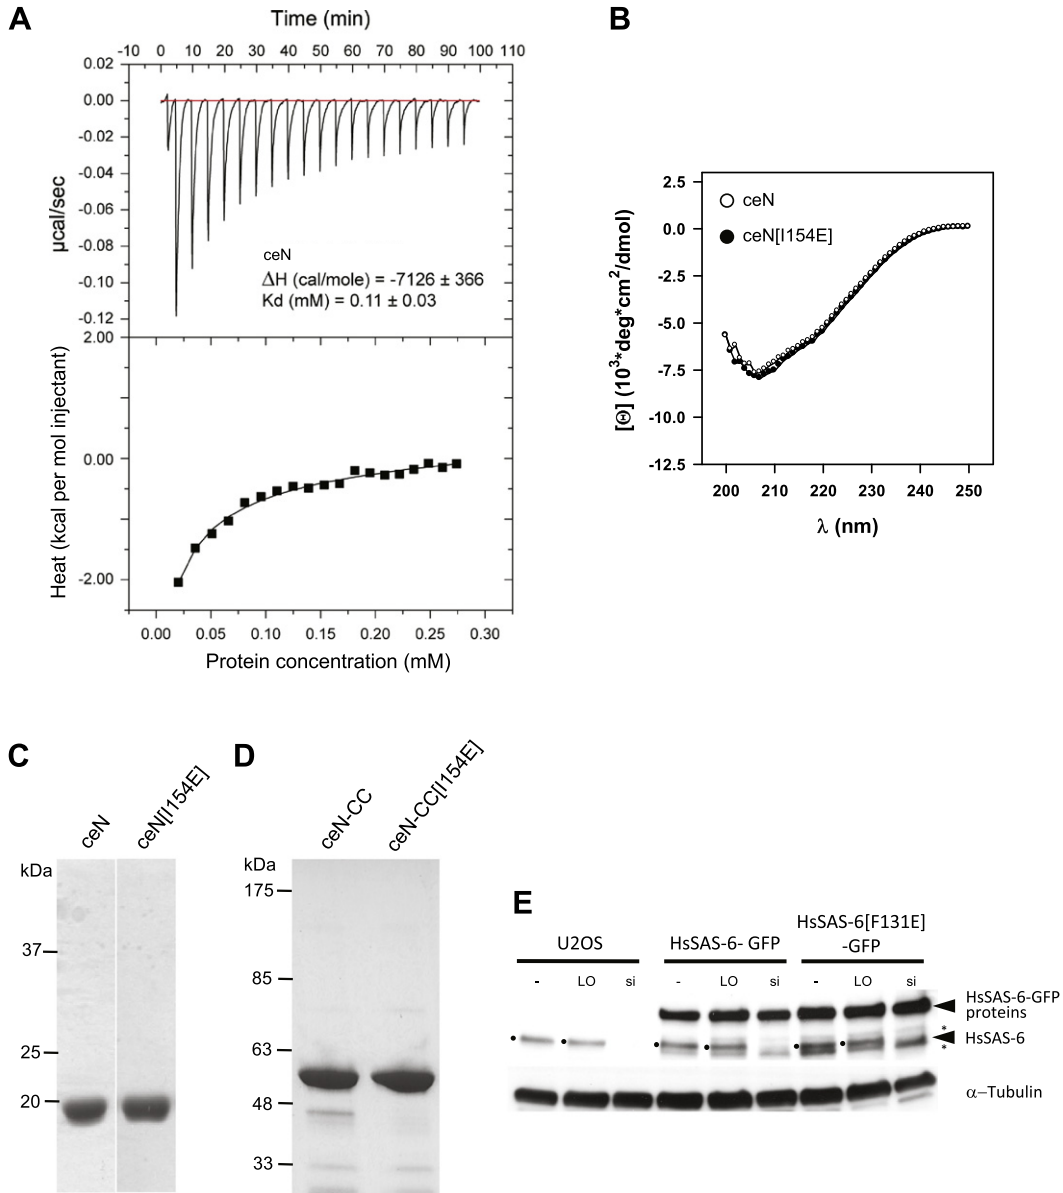 A
Time (min)
-10 0 10 20 30 40 50 60 70 80 90 100 110
0.02
0.00
-0.02
-0.04
-0.06
-0.08
-0.10
-0.12
µcal/sec
ceN
ΔH (cal/mole) = -7126 ± 366
Kd (mM) = 0.11 ± 0.03
2.00
0.00
-2.00
Heat (kcal per mol injectant)
0.00 0.05 0.10 0.15 0.20 0.25 0.30
Protein concentration (mM)
B
2.5
0.0
-2.5
-5.0
-7.5
-10.0
-12.5
[Θ] (10³*deg*cm²/dmol)
ceN
ceN[I154E]
200 210 220 230 240 250
λ (nm)
C
ceN
ceN[I154E]
kDa
37
25
20
D
ceN-CC
ceN-CC[I154E]
kDa
175
85
63
48
33
E
U2OS
HsSAS-6- GFP
HsSAS-6[F131E]
-GFP
- LO si - LO si - LO si
HsSAS-6-GFP
proteins
*
HsSAS-6
*
α-Tubulin